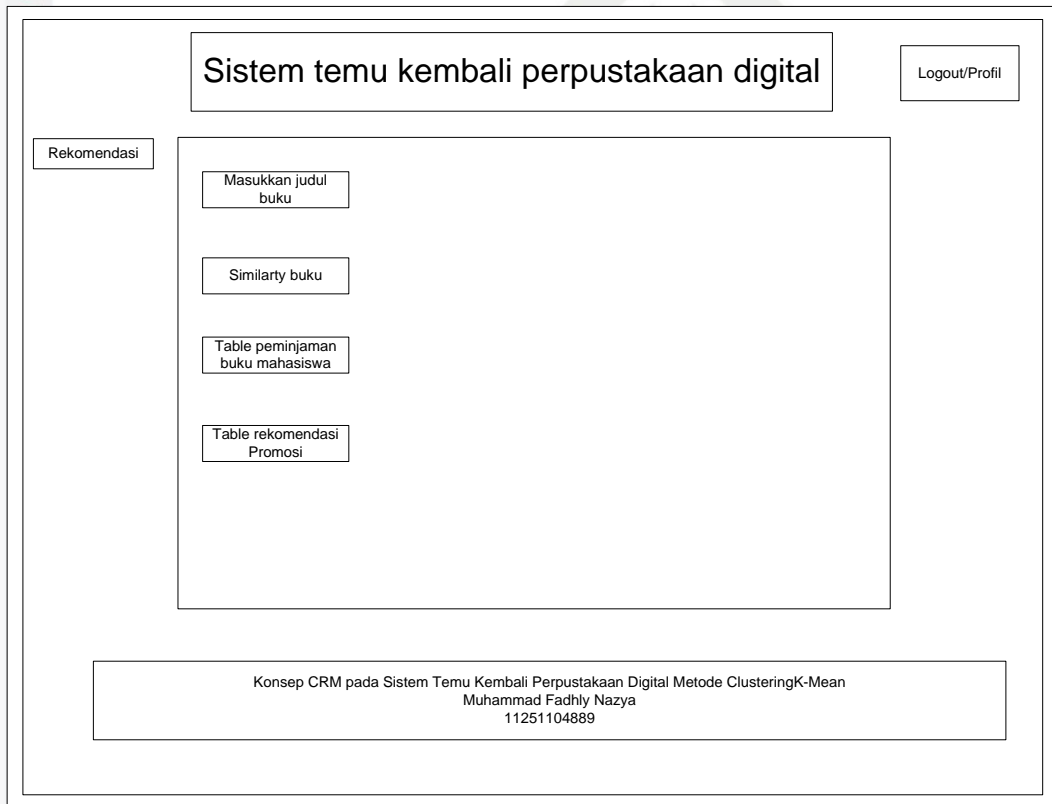 Sistem temu kembali perpustakaan digital
Logout/Profil
Rekomendasi
Masukkan judul
buku
Similarty buku
Table peminjaman
buku mahasiswa
Table rekomendasi
Promosi
Konsep CRM pada Sistem Temu Kembali Perpustakaan Digital Metode ClusteringK-Mean
Muhammad Fadhly Nazya
11251104889